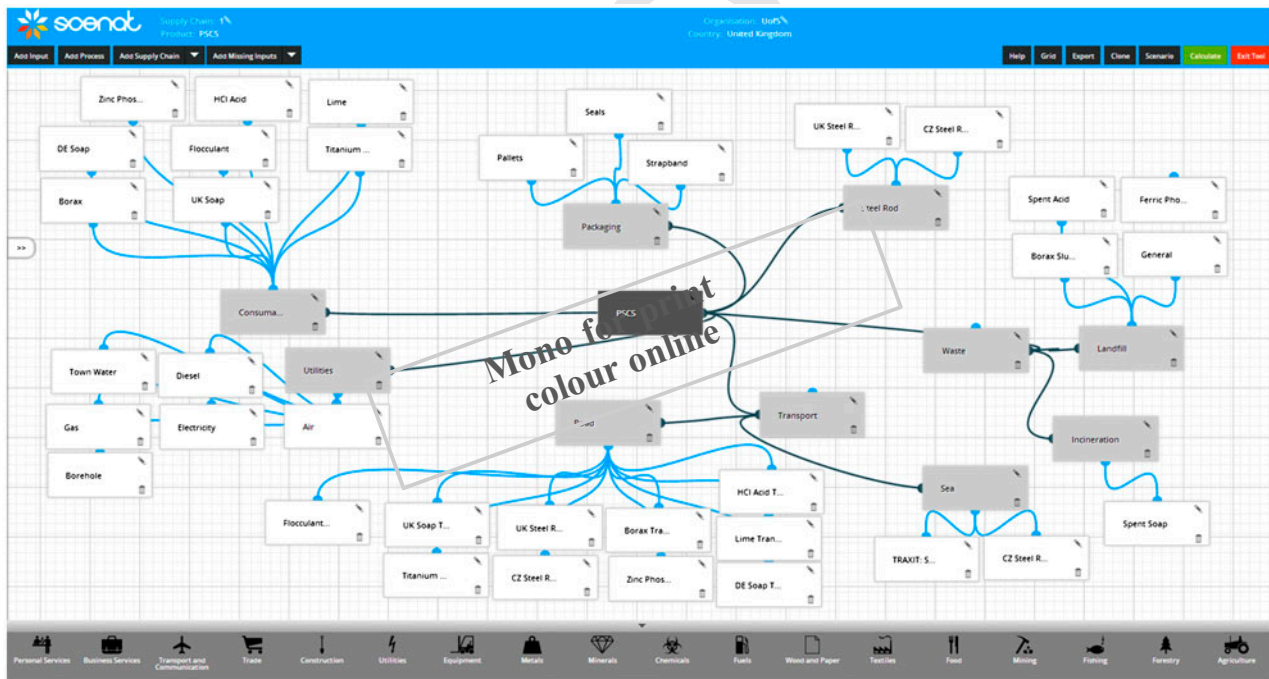 scenat
Supply Chain: 1
Product: PSCS
Organisation: UofS
Country: United Kingdom
Add Input
Add Process
Add Supply Chain
Add Missing Inputs
Help
Grid
Export
Clone
Scenario
Calculate
Exit Tool
Zinc Phos...
HCl Acid
Lime
DE Soap
Flocculant
Titanium ...
Borax
UK Soap
Seals
Pallets
Strapband
Packaging
UK Steel R...
CZ Steel R...
teel Rod
Spent Acid
Ferric Pho...
Borax Slu...
General
>>
Consuma...
PSCS
Mono for print
colour online
Waste
Landfill
Utilities
Town Water
Diesel
Gas
Electricity
Air
Borehole
Transport
Incineration
Sea
Spent Soap
Flocculant...
UK Soap T...
UK Steel R...
Borax Tra...
HCl Acid T...
Lime Tran...
Titanium ...
CZ Steel R...
Zinc Phos...
DE Soap T...
TRAXIT: S...
CZ Steel R...
Personal Services
Business Services
Transport and
Communication
Trade
Construction
Utilities
Equipment
Metals
Minerals
Chemicals
Fuels
Wood and Paper
Textiles
Food
Mining
Fishing
Forestry
Agriculture